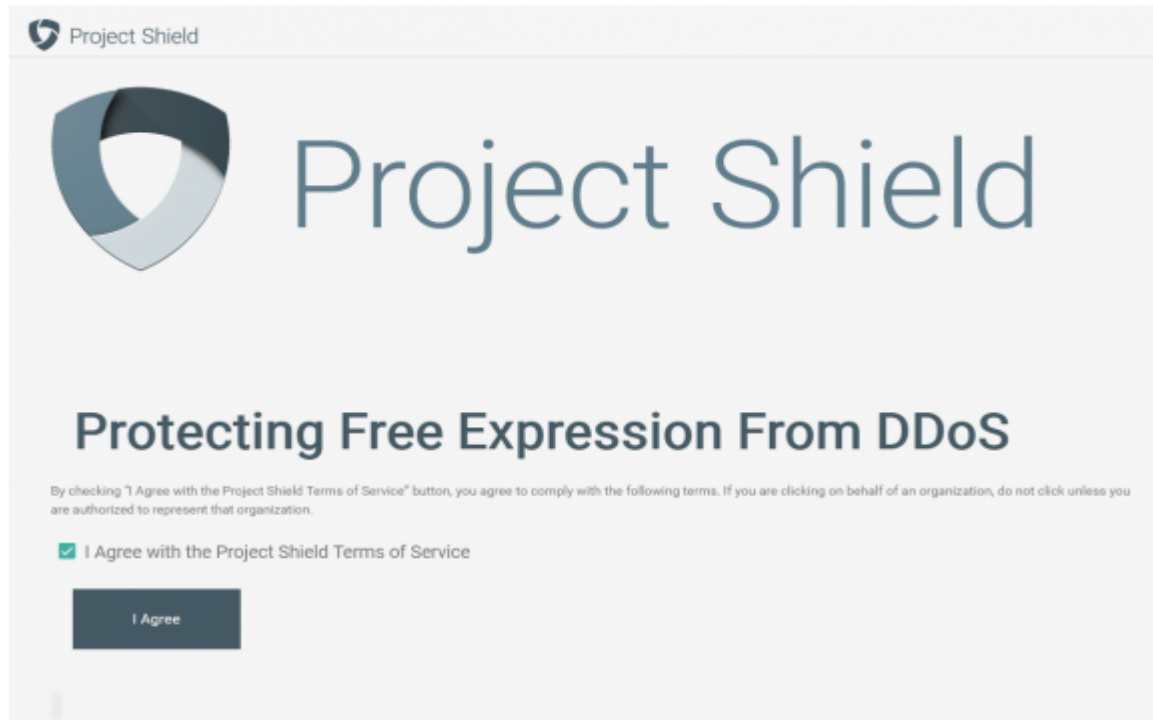 Project Shield
Project Shield
Protecting Free Expression From DDoS
By checking "I Agree with the Project Shield Terms of Service" button, you agree to comply with the following terms. If you are clicking on behalf of an organization, do not click unless you
are authorized to represent that organization.
I Agree with the Project Shield Terms of Service
I Agree